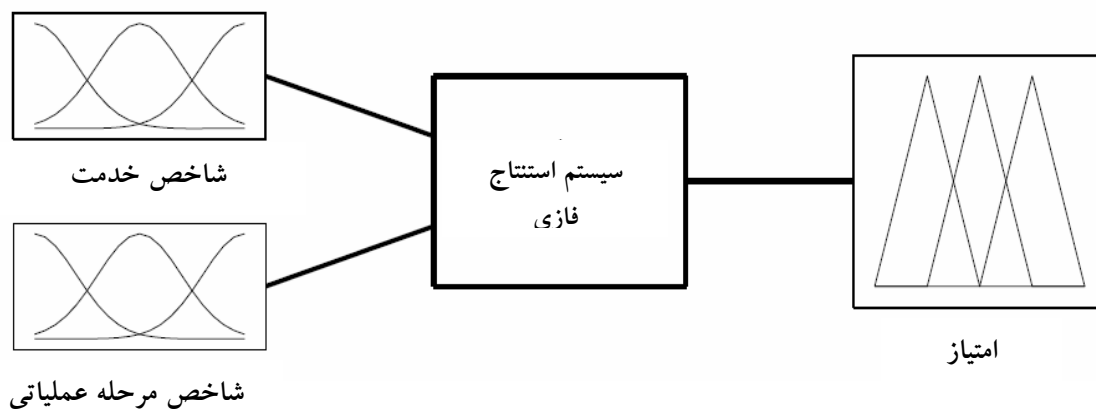 شاخص خدمت
سیستم استنتاج
فازی
امتیاز
شاخص مرحله عملیاتی